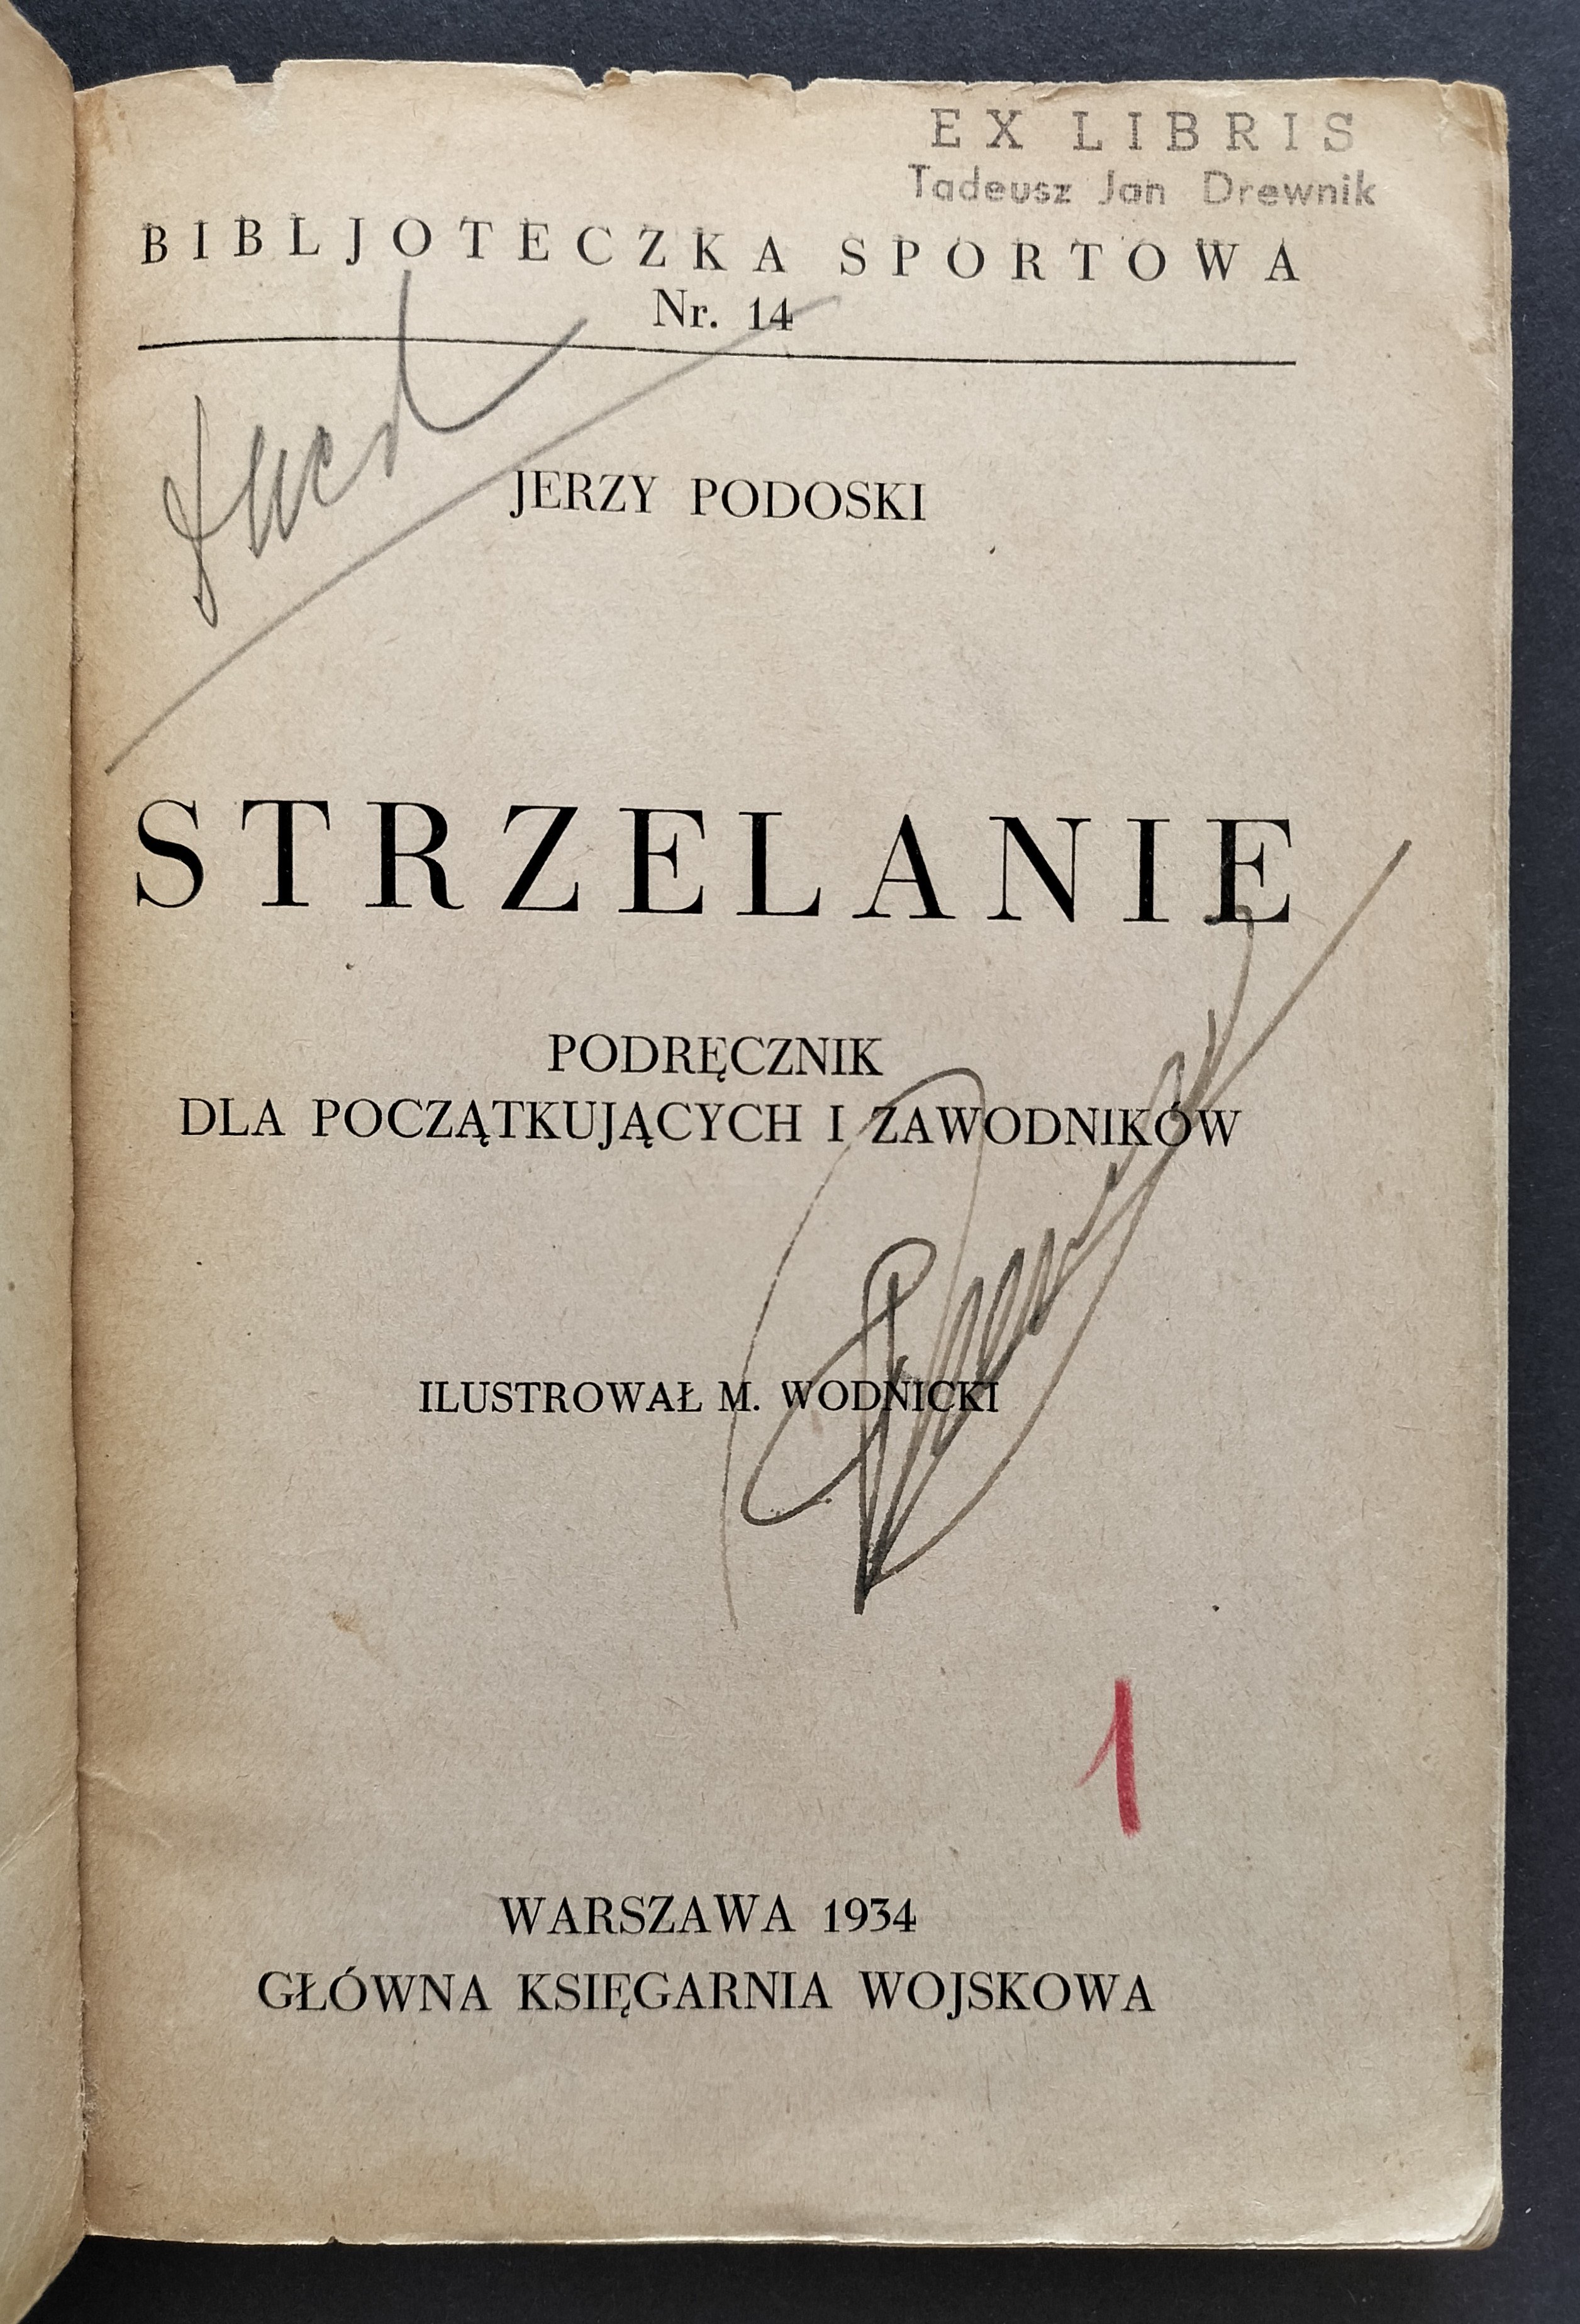 EX LIBRIS
Tadeusz Jan Drewnik
BIBLJOTECZKA SPORTOWA
Nr. 14
JERZY PODOSKI
STRZELANIE
PODRĘCZNIK
DLA POCZĄTKUJĄCYCH I ZAWODNIKÓW
ILUSTROWAŁ M. WODNICKI
1
WARSZAWA 1934
GŁÓWNA KSIĘGARNIA WOJSKOWA